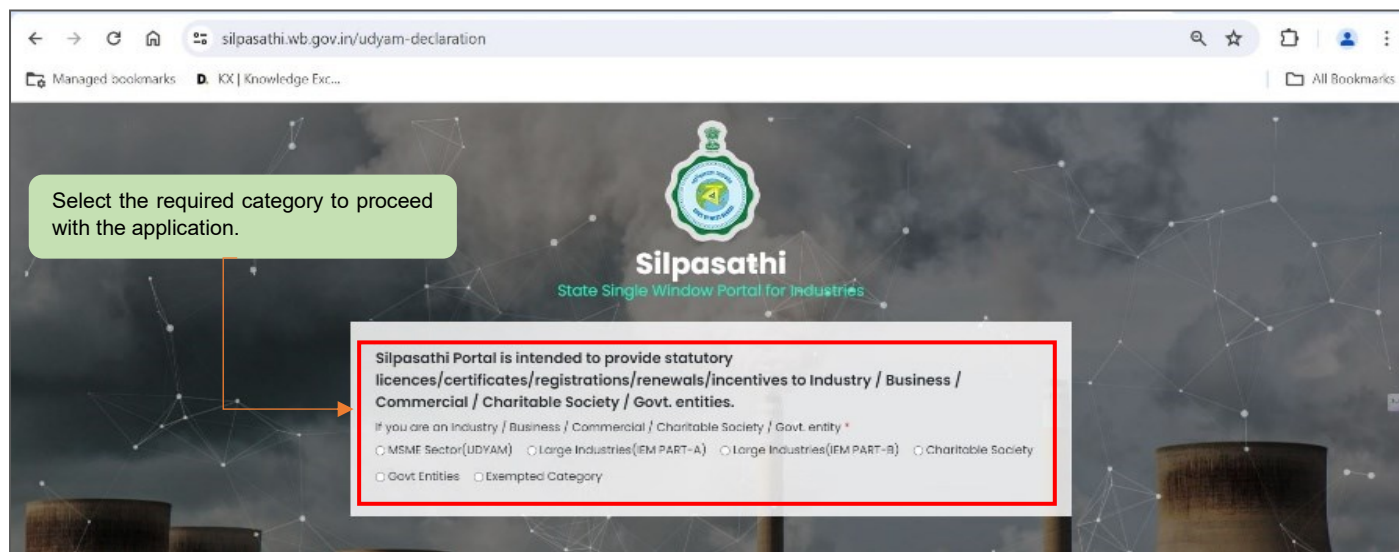 silpasathi.wb.gov.in/udyam-declaration
Managed bookmarks D. KX | Knowledge Exc... All Bookmarks
Select the required category to proceed
with the application.
Silpasathi
State Single Window Portal for Industries
Silpasathi Portal is intended to provide statutory
licences/certificates/registrations/renewals/incentives to Industry / Business /
Commercial / Charitable Society / Govt. entities.
If you are an Industry / Business / Commercial / Charitable Society / Govt. entity *
MSME Sector(UDYAM) Large Industries(IEM PART-A) Large Industries(IEM PART-B) Charitable Society
Govt Entities Exempted Category